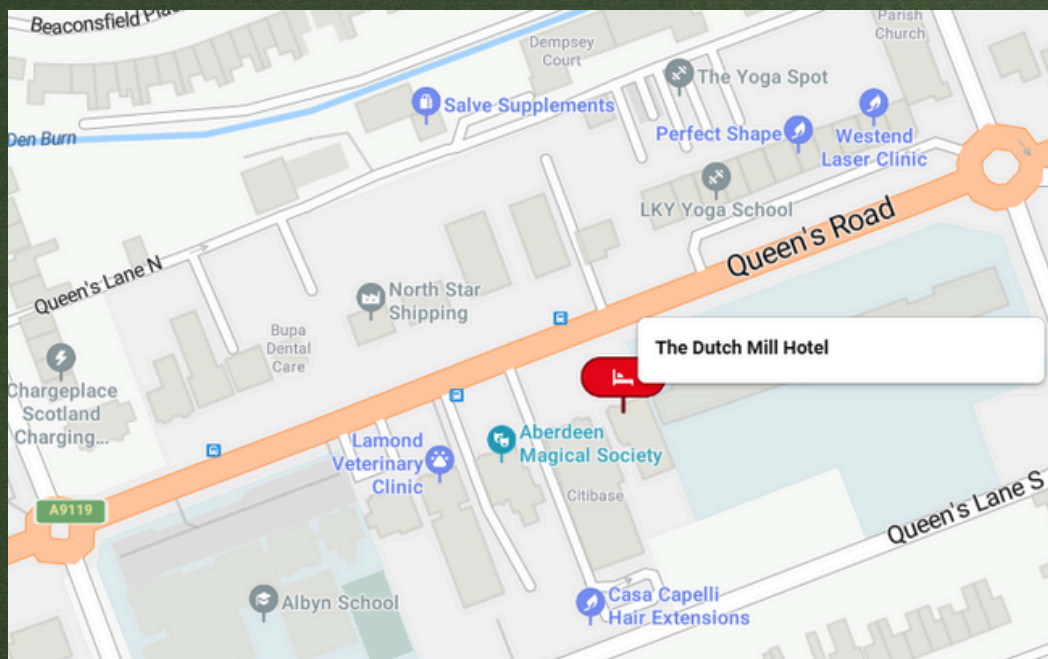 Beaconsfield Place
Parish
Church
Dempsey
Court
The Yoga Spot
Salve Supplements
Den Burn
Perfect Shape
Westend
Laser Clinic
LKY Yoga School
Queen's Road
Queen's Lane N
North Star
Shipping
Bupa
Dental
Care
The Dutch Mill Hotel
Chargeplace
Scotland
Charging...
Lamond
Veterinary
Clinic
Aberdeen
Magical Society
Citibase
A9119
Queen's Lane S
Albyn School
Casa Capelli
Hair Extensions